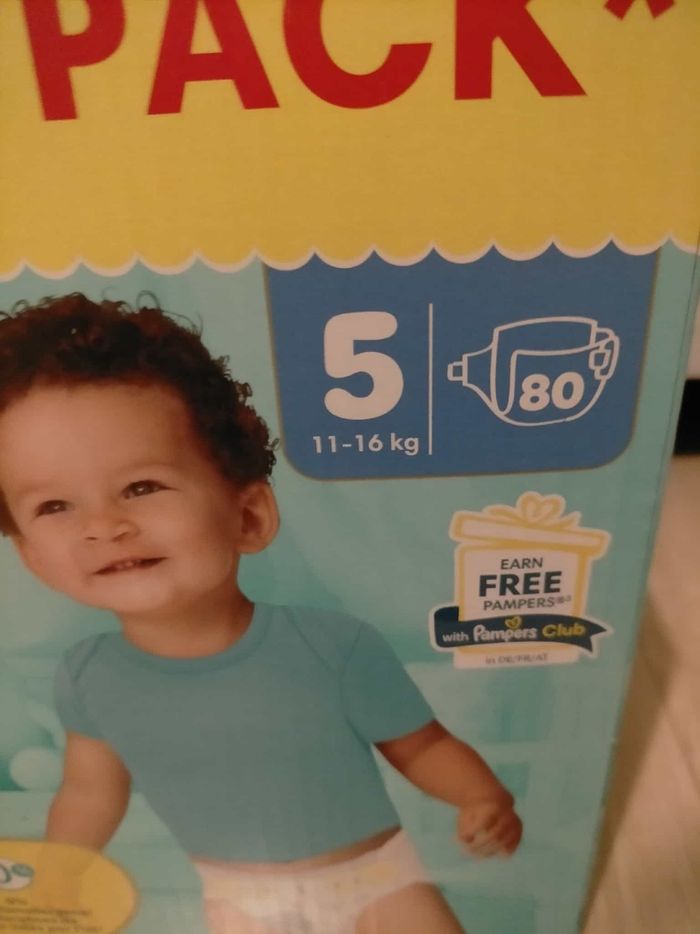 PACK*
5
80
11-16 kg
EARN
FREE
PAMPERS
with Pampers Club
in DE/FR/AT